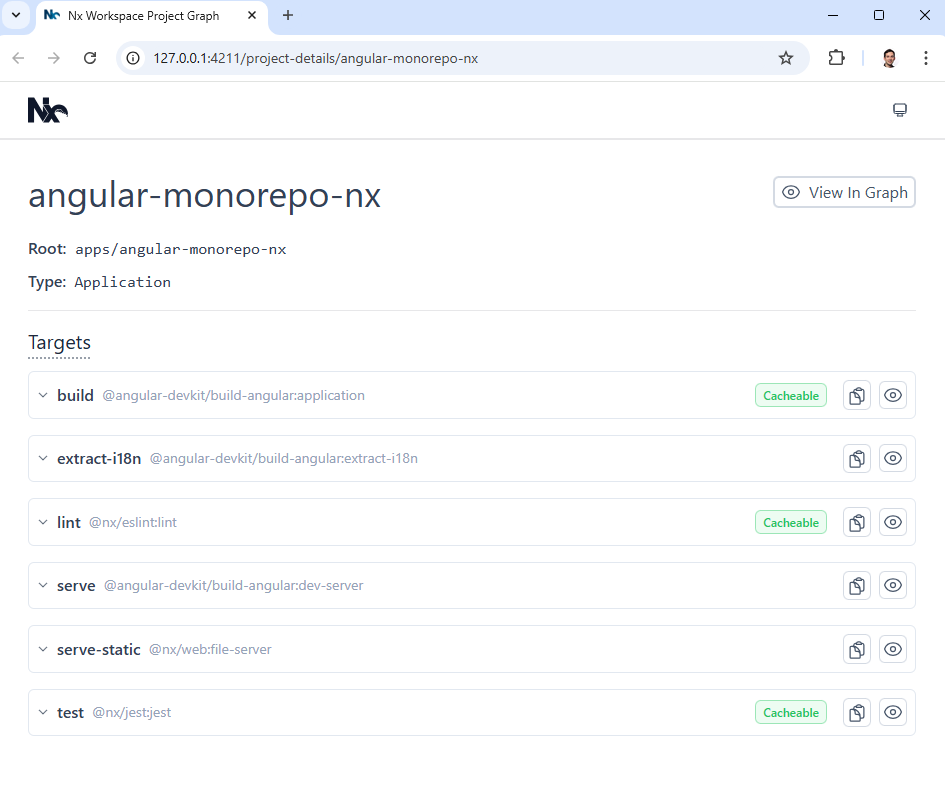 Nx Workspace Project Graph
127.0.0.1:4211/project-details/angular-monorepo-nx
Nx
angular-monorepo-nx
View In Graph
Root: apps/angular-monorepo-nx
Type: Application
Targets
build @angular-devkit/build-angular:application Cacheable
extract-i18n @angular-devkit/build-angular:extract-i18n
lint @nx/eslint:lint Cacheable
serve @angular-devkit/build-angular:dev-server
serve-static @nx/web:file-server
test @nx/jest:jest Cacheable